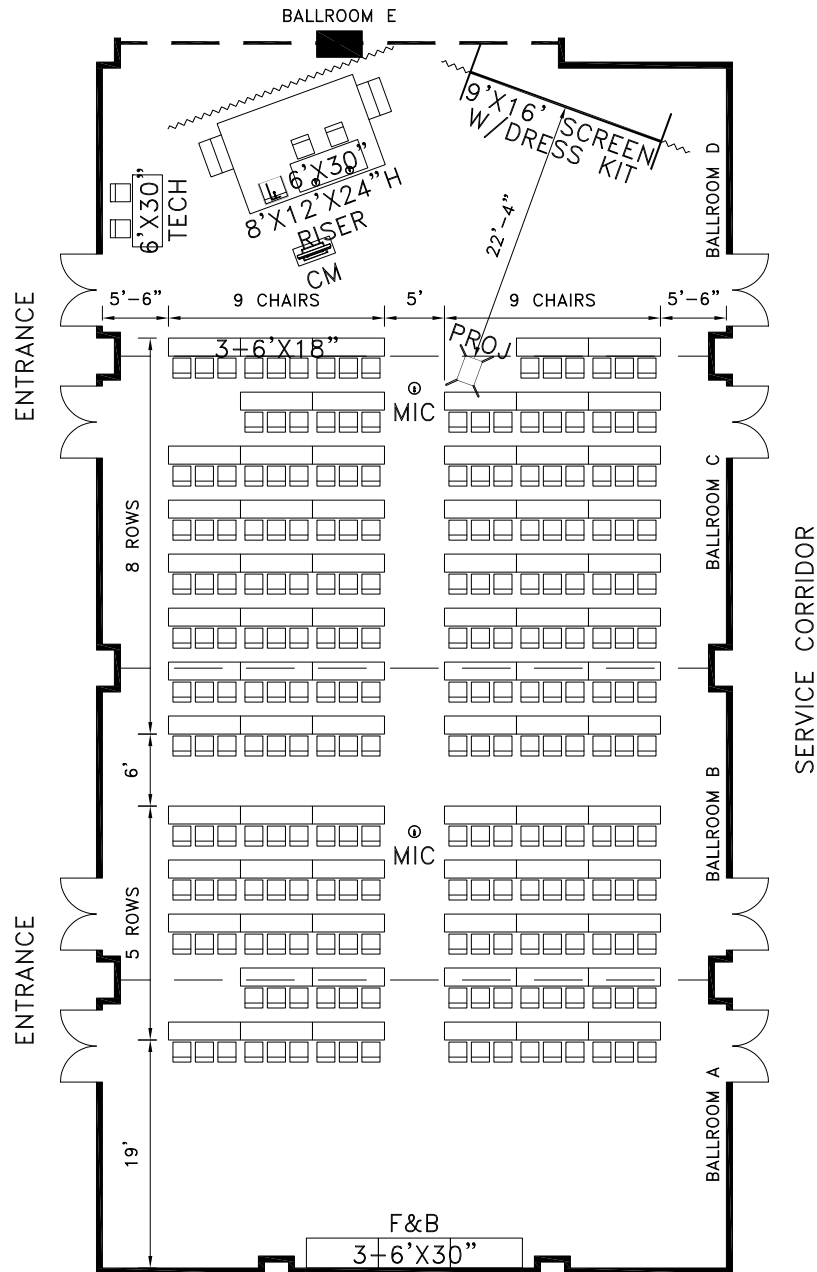 BALLROOM E
9'X16' SCREEN
W/DRESS KIT
BALLROOM D
6'X30"
8'X12'X24"H
RISER
6'X30"
TECH
CM
22'-4"
ENTRANCE
5'-6"
9 CHAIRS
5'
9 CHAIRS
5'-6"
3-6'X18"
PROJ
MIC
8 ROWS
BALLROOM C
SERVICE CORRIDOR
6'
BALLROOM B
MIC
5 ROWS
ENTRANCE
BALLROOM A
19'
F&B
3-6'X30"